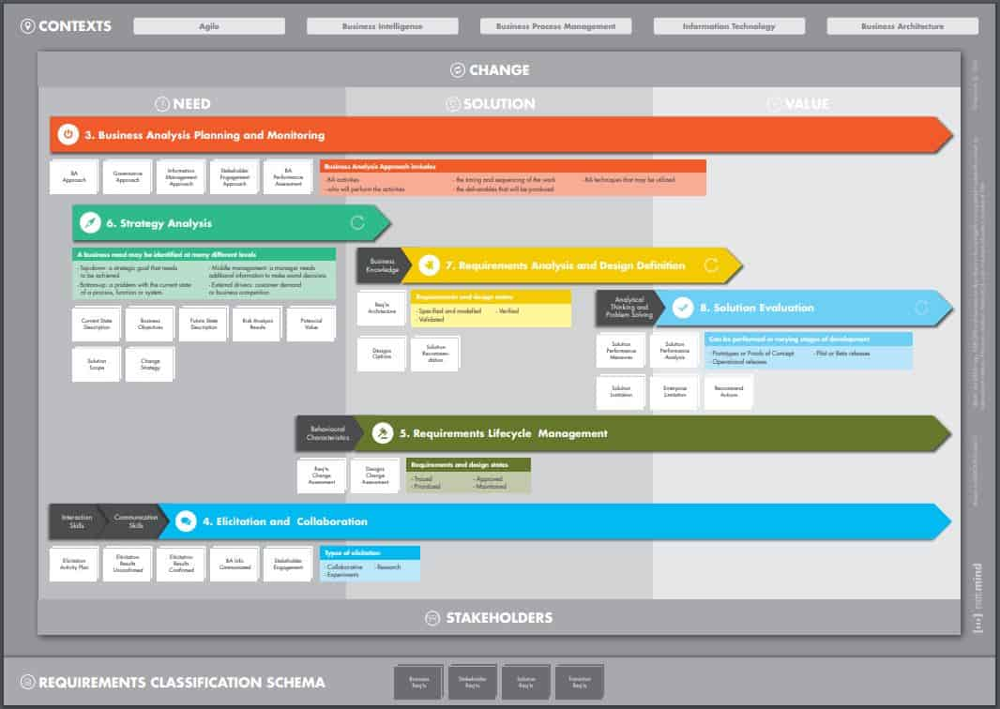 CONTEXTS
Agile
Business Intelligence
Business Process Management
Information Technology
Business Architecture
CHANGE
NEED
SOLUTION
VALUE
3. Business Analysis Planning and Monitoring
BA
Approach
Governance
Approach
Information
Management
Approach
Stakeholder
Engagement
Approach
BA
Performance
Assessment
Business Analysis Approach includes
- BA activities
- who will perform the activities
- the timing and sequencing of the work
- the deliverables that will be produced
- BA techniques that may be utilized
6. Strategy Analysis
A business need may be identified at many different levels
- Top-down: a strategic goal that needs
to be achieved
- Bottom-up: a problem with the current state
of a process, function or system
- Middle management: a manager needs
additional information to make sound decisions
- External drivers: customer demand
or business competition
Current State
Description
Business
Objectives
Future State
Description
Risk Analysis
Results
Potential
Value
Solution
Scope
Change
Strategy
Business
Knowledge
7. Requirements Analysis and Design Definition
Req'ts
Architecture
Requirements and design states
- Specified and modelled
- Validated
- Verified
Designs
Options
Solution
Recommen-
dation
Analytical
Thinking and
Problem Solving
8. Solution Evaluation
Solution
Performance
Measures
Solution
Performance
Analysis
Can be performed on varying stages of development
- Prototypes or Proofs of Concept
- Operational releases
- Pilot or Beta releases
Solution
Limitation
Enterprise
Limitation
Recommend
Actions
Behavioural
Characteristics
5. Requirements Lifecycle Management
Req'ts
Change
Assessment
Designs
Change
Assessment
Requirements and design states
- Traced
- Prioritized
- Approved
- Maintained
Interaction
Skills
Communication
Skills
4. Elicitation and Collaboration
Elicitation
Activity Plan
Elicitation
Results
Unconfirmed
Elicitation
Results
Confirmed
BA Info.
Communicated
Stakeholder
Engagement
Types of elicitation
- Collaborative
- Experiments
- Research
STAKEHOLDERS
REQUIREMENTS CLASSIFICATION SCHEMA
Business
Req'ts
Stakeholder
Req'ts
Solution
Req'ts
Transition
Req'ts